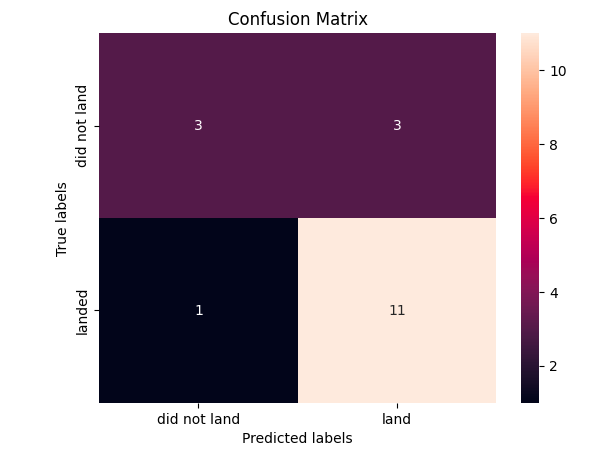 Confusion Matrix
True labels
did not land
landed
3
3
1
11
did not land
land
Predicted labels
10
8
6
4
2